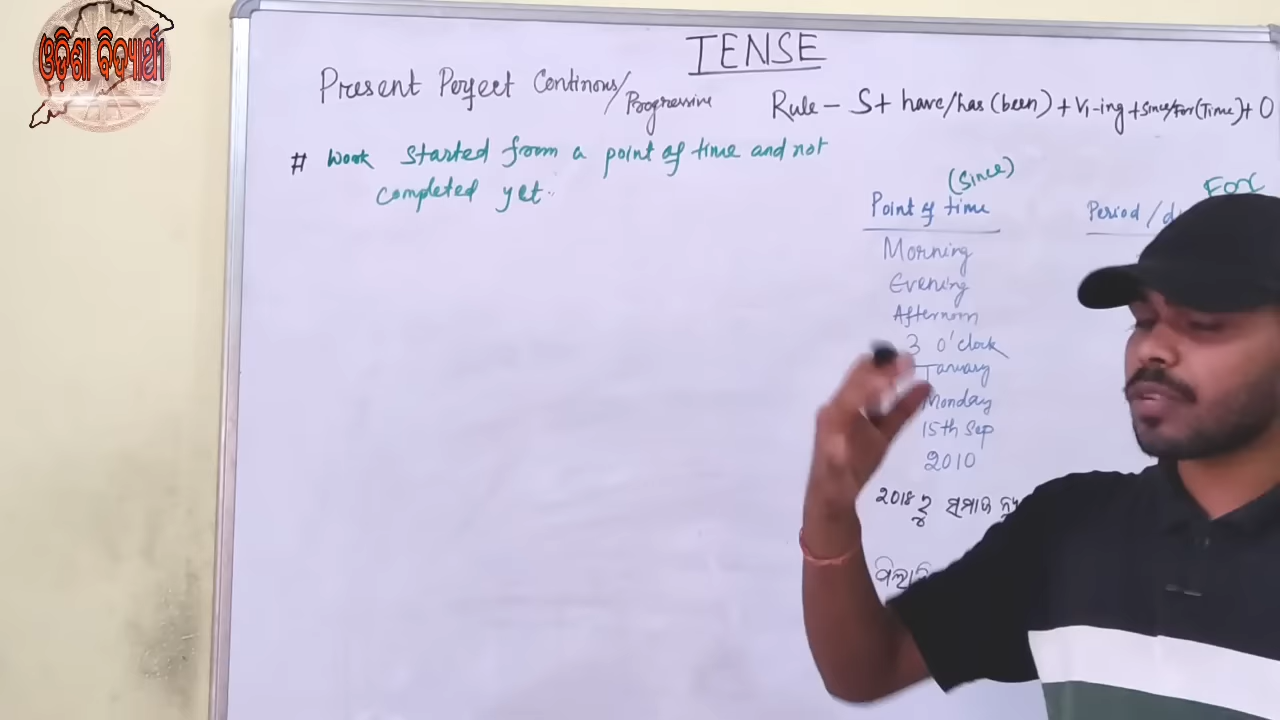 ଓଡ଼ିଶା ବିଦ୍ୟାର୍ଥୀ
TENSE
Present Perfect Continous/Progressive
Rule - S + have/has (been) + V₁-ing + since/for (Time) + O
# Work started from a point of time and not
completed yet.
(Since)
For
Point of time
Period /
Morning
Evening
Afternoon
3 O'clock
January
Monday
15th Sep
2010
୨୦୧୫ ରୁ